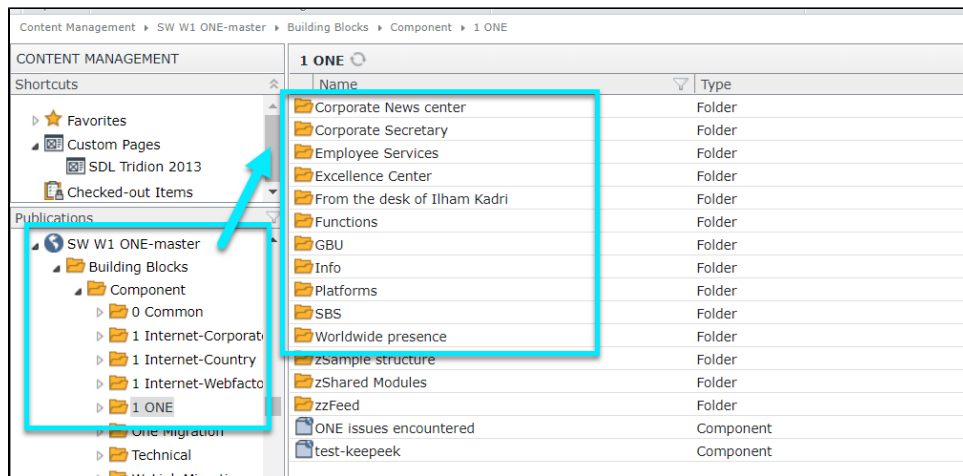 Content Management ▸ SW W1 ONE-master ▸ Building Blocks ▸ Component ▸ 1 ONE
CONTENT MANAGEMENT
Shortcuts
Favorites
Custom Pages
SDL Tridion 2013
Checked-out Items
Publications
SW W1 ONE-master
Building Blocks
Component
0 Common
1 Internet-Corporat
1 Internet-Country
1 Internet-Webfacto
1 ONE
One Migration
Technical
1 ONE
Name Type
Corporate News center Folder
Corporate Secretary Folder
Employee Services Folder
Excellence Center Folder
From the desk of Ilham Kadri Folder
Functions Folder
GBU Folder
Info Folder
Platforms Folder
SBS Folder
Worldwide presence Folder
zSample structure Folder
zShared Modules Folder
zzFeed Folder
ONE issues encountered Component
test-keepeek Component